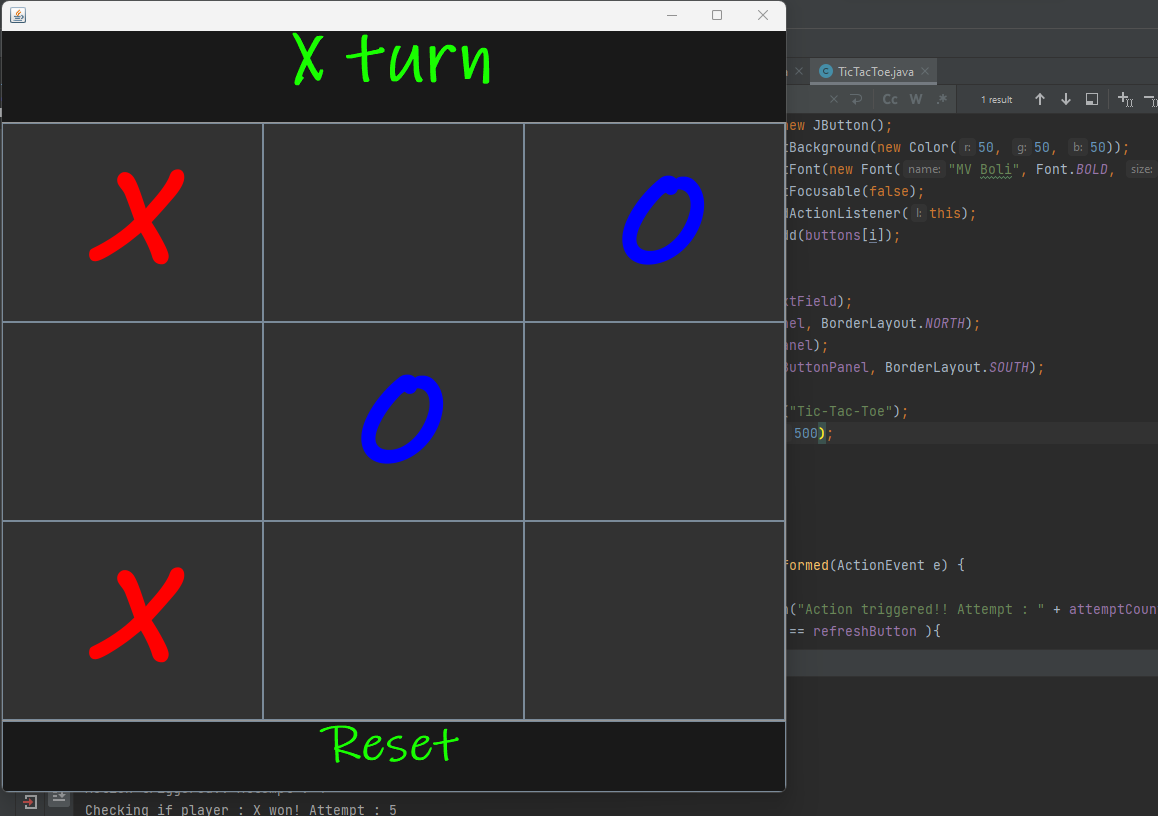 X turn
TicTacToe.java
Cc W .*
1 result
X O
O
X
Reset
new JButton();
tBackground(new Color( r: 50, g: 50, b: 50));
tFont(new Font( name: "MV Boli", Font.BOLD, size:
tFocusable(false);
dActionListener( l: this);
dd(buttons[i]);
tField);
nel, BorderLayout.NORTH);
nel);
ButtonPanel, BorderLayout.SOUTH);
("Tic-Tac-Toe");
500);
formed(ActionEvent e) {
n("Action triggered!! Attempt : " + attemptCoun
== refreshButton ){
Checking if player : X won! Attempt : 5